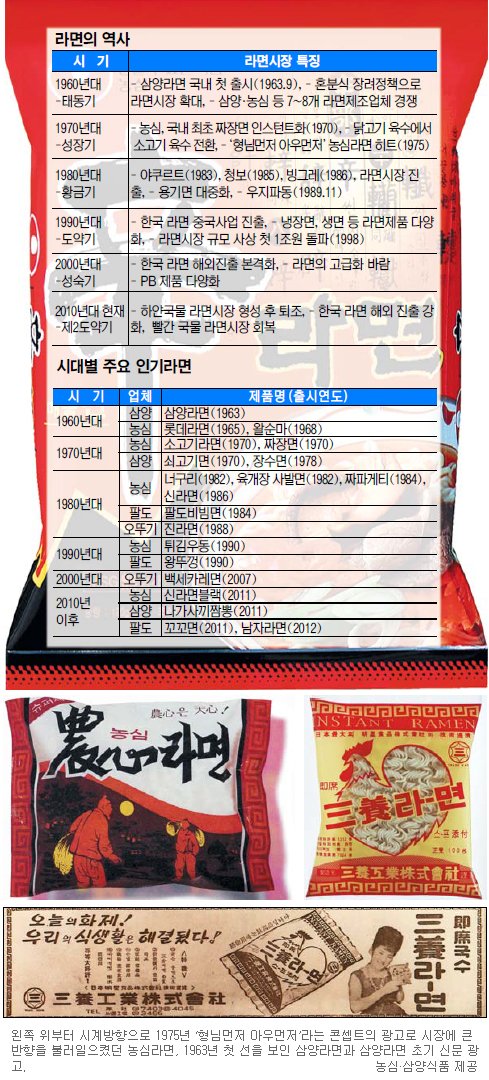 라면의 역사
시 기 라면시장 특징
1960년대 - 삼양라면 국내 첫 출시(1963.9), - 혼분식 장려정책으로
-태동기 라면시장 확대, - 삼양·농심 등 7~8개 라면제조업체 경쟁
1970년대 - 농심, 국내 최초 짜장면 인스턴트화(1970), - 닭고기 육수에서
-성장기 소고기 육수 전환, - '형님먼저 아우먼저' 농심라면 히트(1975)
1980년대 - 야쿠르트(1983), 청보(1985), 빙그레(1986), 라면시장 진
-황금기 출, - 용기면 대중화, - 우지파동(1989.11)
1990년대 - 한국 라면 중국사업 진출, - 냉장면, 생면 등 라면제품 다양
-도약기 화, - 라면시장 규모 사상 첫 1조원 돌파(1998)
2000년대 - 한국 라면 해외진출 본격화, - 라면의 고급화 바람
-성숙기 - PB 제품 다양화
2010년대 현재 - 하얀국물 라면시장 형성 후 퇴조, - 한국 라면 해외 진출 강
-제2도약기 화, 빨간 국물 라면시장 회복
시대별 주요 인기라면
시 기 업체 제품명(출시연도)
1960년대 삼양 삼양라면(1963)
농심 롯데라면(1965), 왈순마(1968)
1970년대 농심 소고기라면(1970), 짜장면(1970)
삼양 쇠고기면(1970), 장수면(1978)
1980년대 농심 너구리(1982), 육개장 사발면(1982), 짜파게티(1984),
신라면(1986)
팔도 팔도비빔면(1984)
오뚜기 진라면(1988)
1990년대 농심 튀김우동(1990)
팔도 왕뚜껑(1990)
2000년대 오뚜기 백세카레면(2007)
2010년 이후 농심 신라면블랙(2011)
삼양 나가사끼짬뽕(2011)
팔도 꼬꼬면(2011), 남자라면(2012)
辛
라면
農心은 天心!
농심
農心라면
INSTANT RAMEN
即席
三養라-면
스-프添付
三養工業株式會社
오늘의 화제!
우리의 식생활은 해결됬다!
三養工業株式會社
即席국수
三養라-면
왼쪽 위부터 시계방향으로 1975년 '형님먼저 아우먼저'라는 콘셉트의 광고로 시장에 큰
반향을 불러일으켰던 농심라면, 1963년 첫 선을 보인 삼양라면과 삼양라면 초기 신문 광
고. 농심·삼양식품 제공